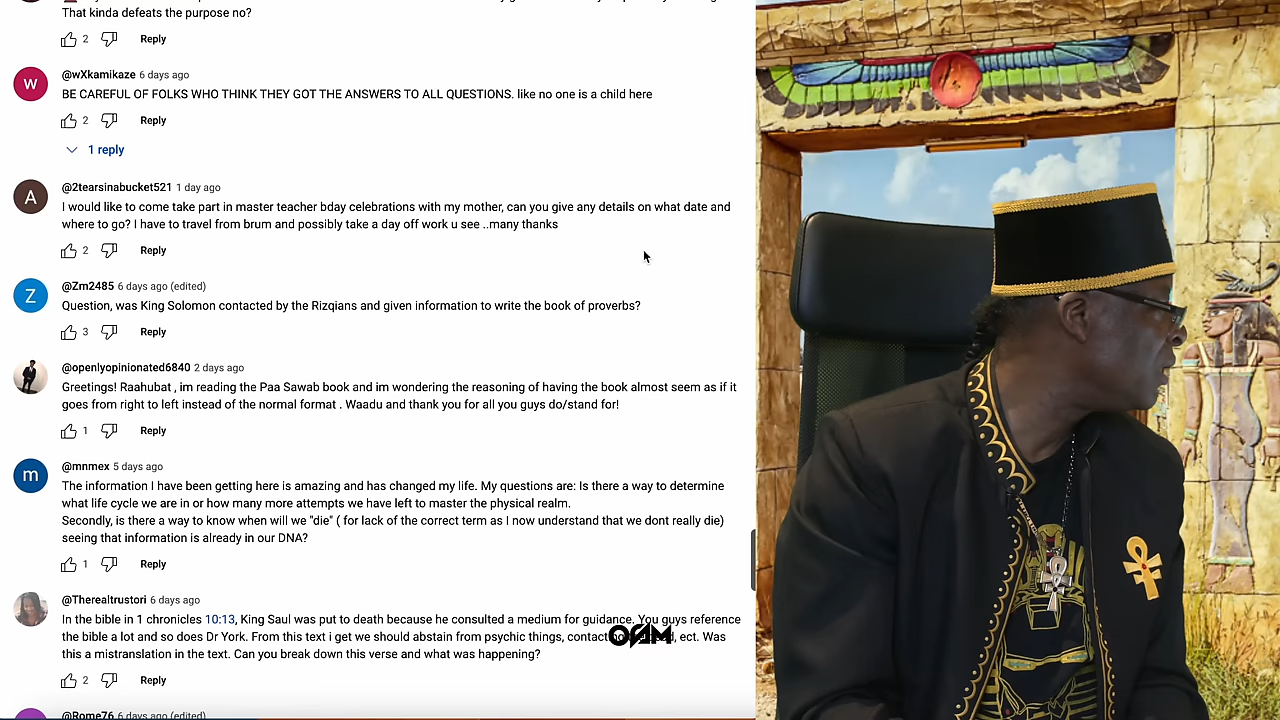 That kinda defeats the purpose no?
2 Reply
W
@wXkamikaze 6 days ago
BE CAREFUL OF FOLKS WHO THINK THEY GOT THE ANSWERS TO ALL QUESTIONS. like no one is a child here
2 Reply
1 reply
A
@2tearsinabucket521 1 day ago
I would like to come take part in master teacher bday celebrations with my mother, can you give any details on what date and
where to go? I have to travel from brum and possibly take a day off work u see ..many thanks
2 Reply
Z
@Zm2485 6 days ago (edited)
Question, was King Solomon contacted by the Rizqians and given information to write the book of proverbs?
3 Reply
@openlyopinionated6840 2 days ago
Greetings! Raahubat , im reading the Paa Sawab book and im wondering the reasoning of having the book almost seem as if it
goes from right to left instead of the normal format . Waadu and thank you for all you guys do/stand for!
1 Reply
m
@mnmex 5 days ago
The information I have been getting here is amazing and has changed my life. My questions are: Is there a way to determine
what life cycle we are in or how many more attempts we have left to master the physical realm.
Secondly, is there a way to know when will we "die" ( for lack of the correct term as I now understand that we dont really die)
seeing that information is already in our DNA?
1 Reply
@Therealtrustori 6 days ago
In the bible in 1 chronicles 10:13, King Saul was put to death because he consulted a medium for guidance. You guys reference
the bible a lot and so does Dr York. From this text i get we should abstain from psychic things, ect. Was
this a mistranslation in the text. Can you break down this verse and what was happening?
2 Reply
@Rome76 6 days ago (edited)